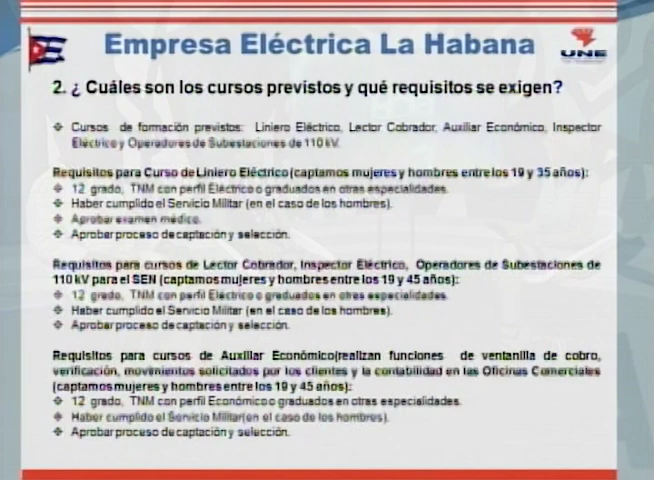 Empresa Eléctrica La Habana
UNE
2. ¿ Cuáles son los cursos previstos y qué requisitos se exigen?
Cursos de formación previstos: Liniero Eléctrico, Lector Cobrador, Auxiliar Económico, Inspector
Eléctrico y Operadores de Subestaciones de 110 kV.
Requisitos para Curso de Liniero Eléctrico (captamos mujeres y hombres entre los 19 y 35 años):
12 grado, TNM con perfil Eléctrico o graduados en otras especialidades.
Haber cumplido el Servicio Militar (en el caso de los hombres).
Aprobar examen médico.
Aprobar proceso de captación y selección.
Requisitos para cursos de Lector Cobrador, Inspector Eléctrico, Operadores de Subestaciones de
110 kV para el SEN (captamos mujeres y hombres entre los 19 y 45 años):
12 grado, TNM con perfil Eléctrico o graduados en otras especialidades.
Haber cumplido el Servicio Militar (en el caso de los hombres).
Aprobar proceso de captación y selección.
Requisitos para cursos de Auxiliar Económico(realizan funciones de ventanilla de cobro,
verificación, movimientos solicitados por los clientes y la contabilidad en las Oficinas Comerciales
(captamos mujeres y hombres entre los 19 y 45 años):
12 grado, TNM con perfil Económico o graduados en otras especialidades.
Haber cumplido el Servicio Militar(en el caso de los hombres).
Aprobar proceso de captación y selección.